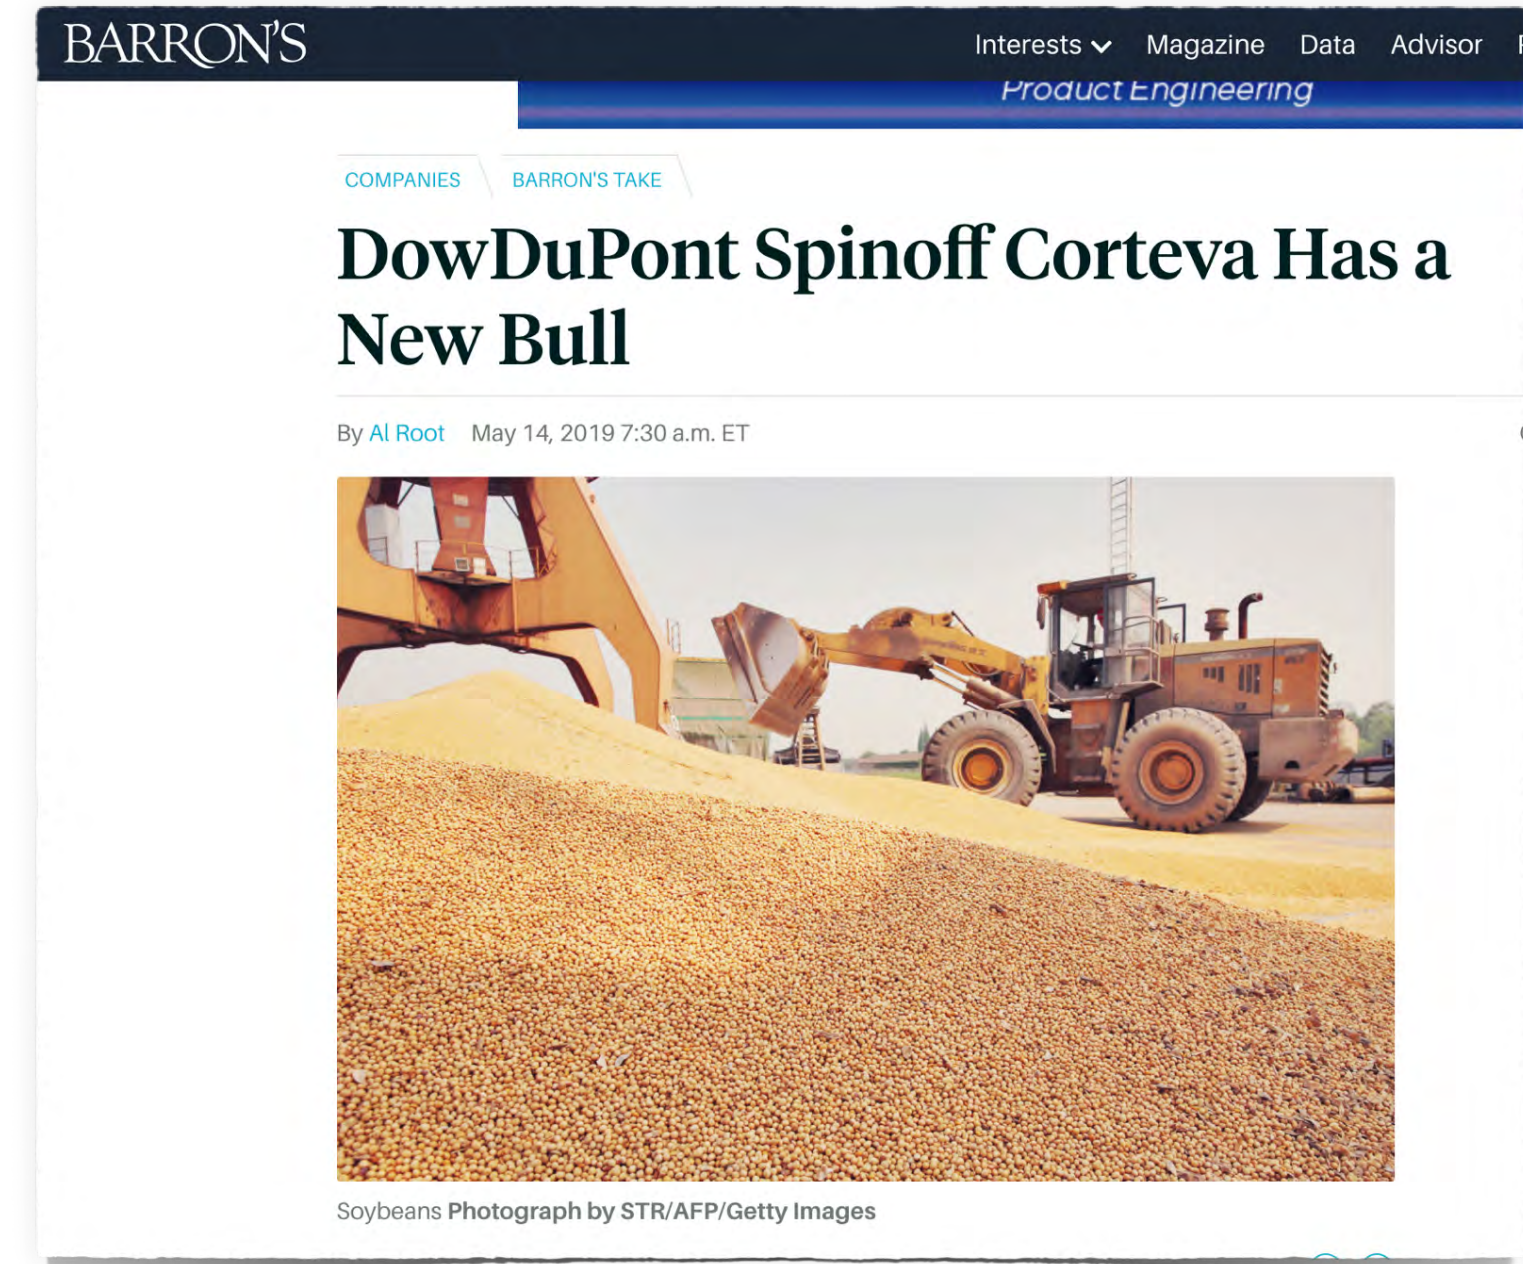 BARRON'S
Interests Magazine Data Advisor
Product Engineering
COMPANIES BARRON'S TAKE
DowDuPont Spinoff Corteva Has a
New Bull
By Al Root May 14, 2019 7:30 a.m. ET
Soybeans Photograph by STR/AFP/Getty Images